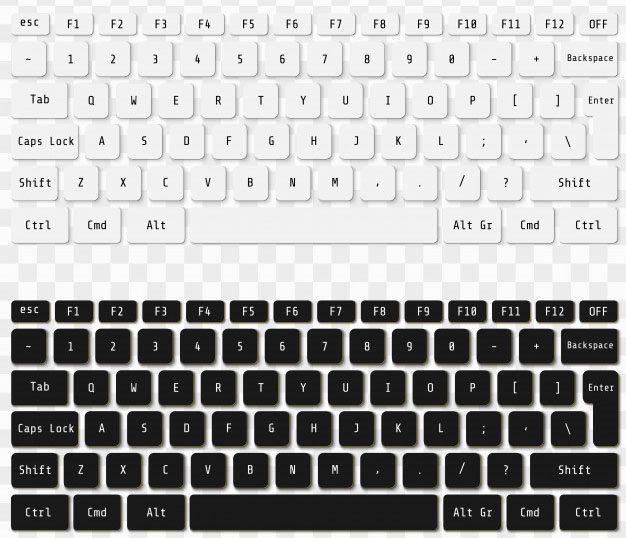 esc F1 F2 F3 F4 F5 F6 F7 F8 F9 F10 F11 F12 OFF
~ 1 2 3 4 5 6 7 8 9 0 - + Backspace
Tab Q W E R T Y U I O P [ ] Enter
Caps Lock A S D F G H J K L ; ، \
Shift Z X C V B N M , . / ? Shift
Ctrl Cmd Alt Alt Gr Cmd Ctrl
esc F1 F2 F3 F4 F5 F6 F7 F8 F9 F10 F11 F12 OFF
~ 1 2 3 4 5 6 7 8 9 0 - + Backspace
Tab Q W E R T Y U I O P [ ] Enter
Caps Lock A S D F G H J K L ; ، \
Shift Z X C V B N M , . / ? Shift
Ctrl Cmd Alt Alt Gr Cmd Ctrl